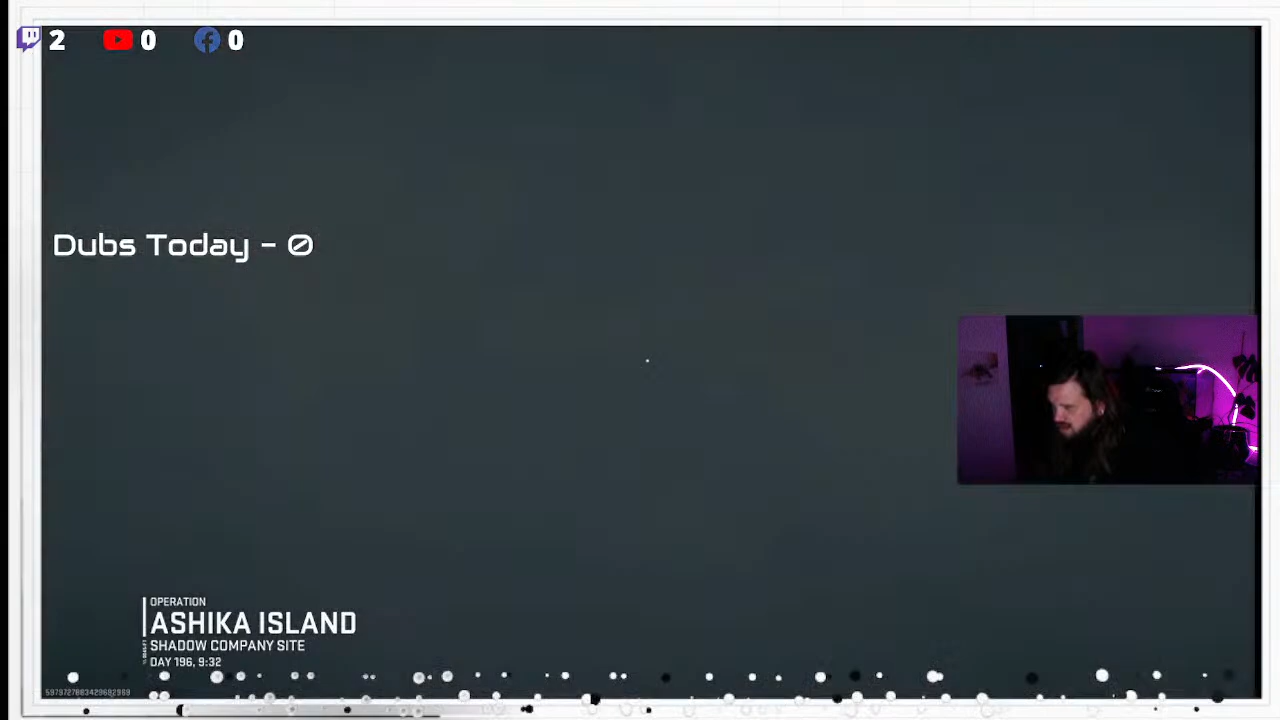 2 0 0
Dubs Today - 0
OPERATION
ASHIKA ISLAND
SHADOW COMPANY SITE
DAY 196, 9:32